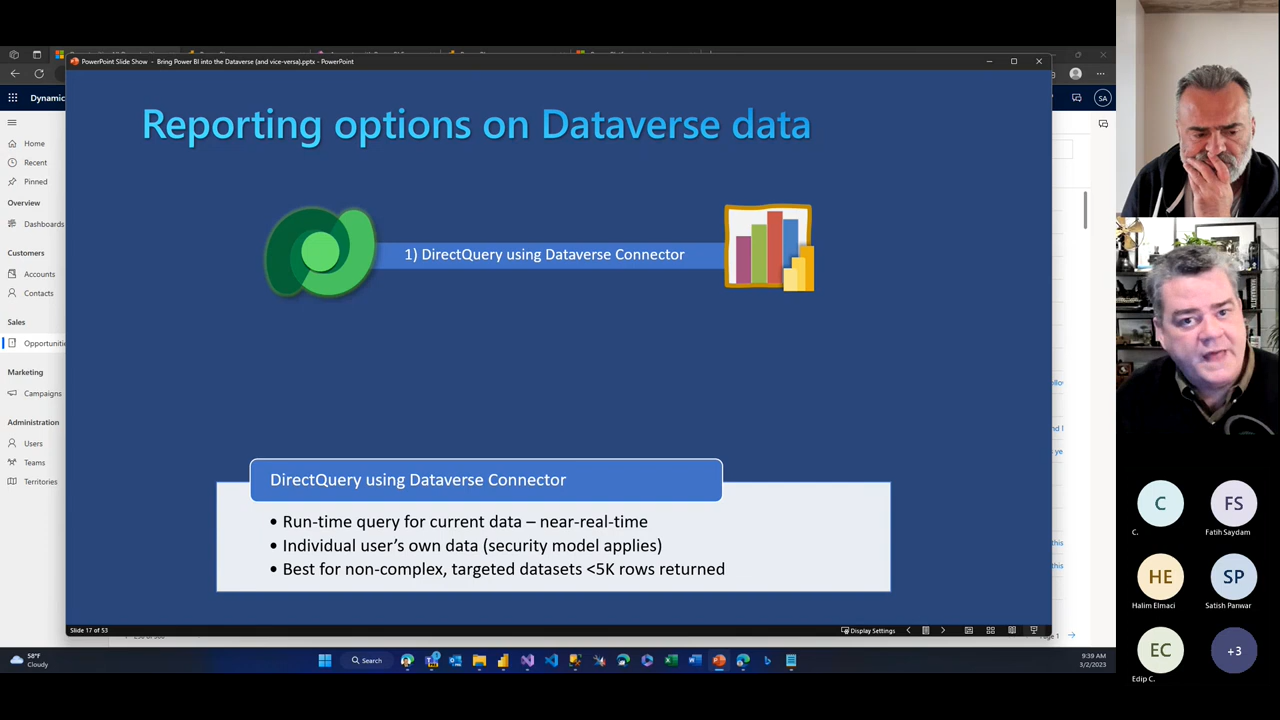 PowerPoint Slide Show - Bring Power BI into the Dataverse (and vice-versa).pptx - PowerPoint
Dynamic
SA
Reporting options on Dataverse data
Home
Recent
Pinned
Overview
Dashboards
Customers
Accounts
Contacts
Sales
Opportuniti
Marketing
Campaigns
Administration
Users
Teams
Territories
1) DirectQuery using Dataverse Connector
DirectQuery using Dataverse Connector
• Run-time query for current data – near-real-time
• Individual user's own data (security model applies)
• Best for non-complex, targeted datasets <5K rows returned
Slide 17 of 53
Display Settings
58°F
Cloudy
Search
9:39 AM
3/2/2023
C
FS
C.
Fatih Saydam
HE
SP
Halim Elmaci
Satish Panwar
EC
+3
Edip C.